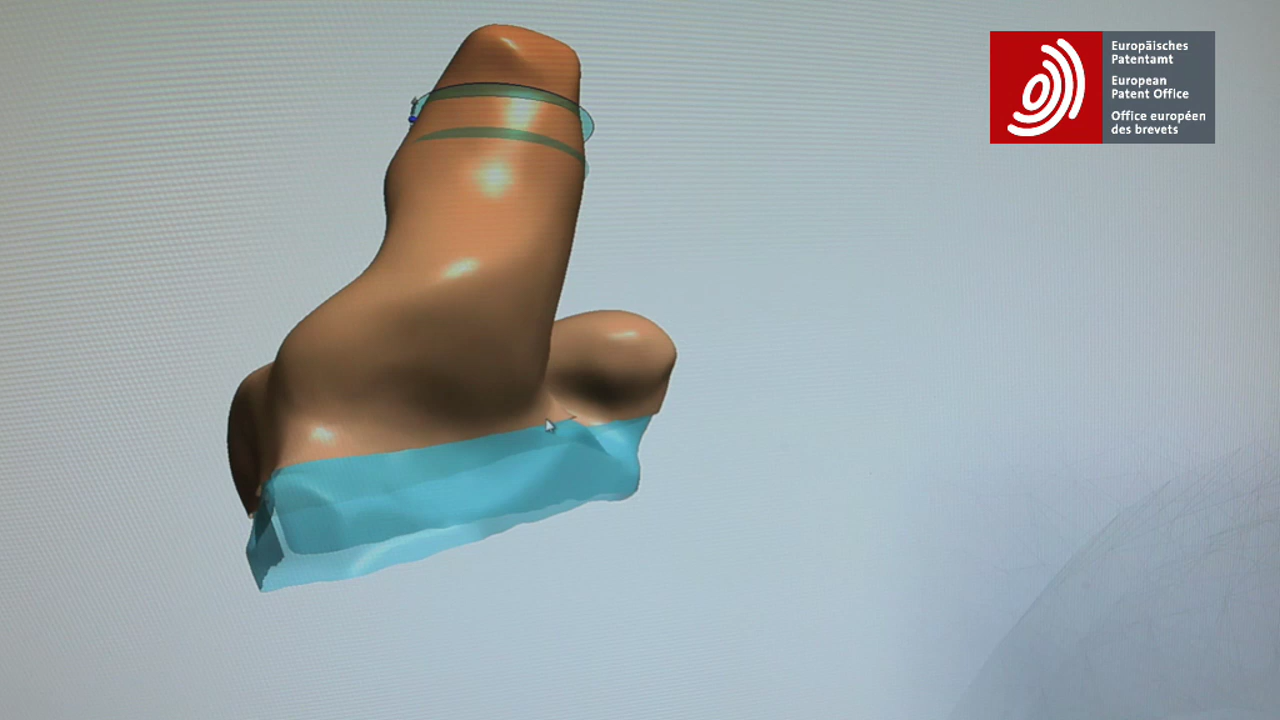 Europäisches
Patentamt
European
Patent Office
Office européen
des brevets